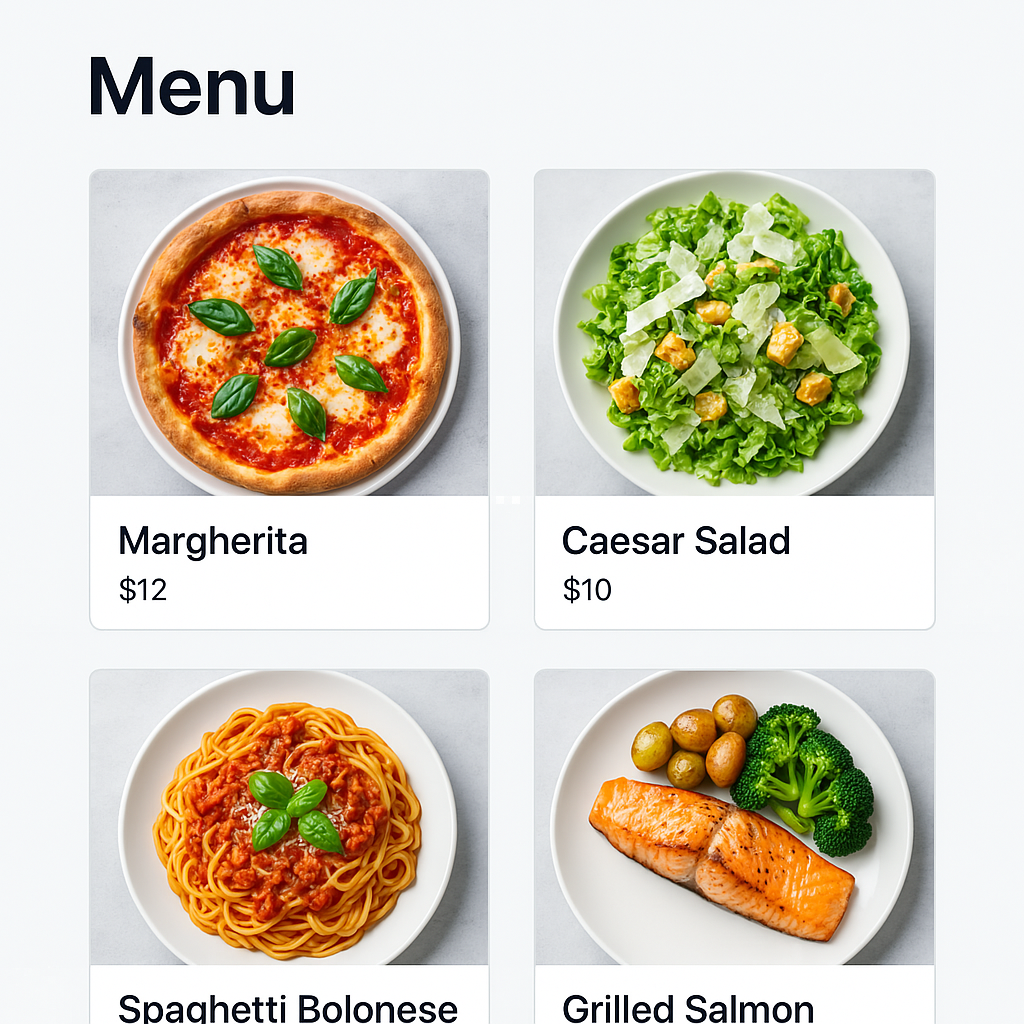 Menu
Margherita
$12
Caesar Salad
$10
Spaghetti Bolonese
Grilled Salmon